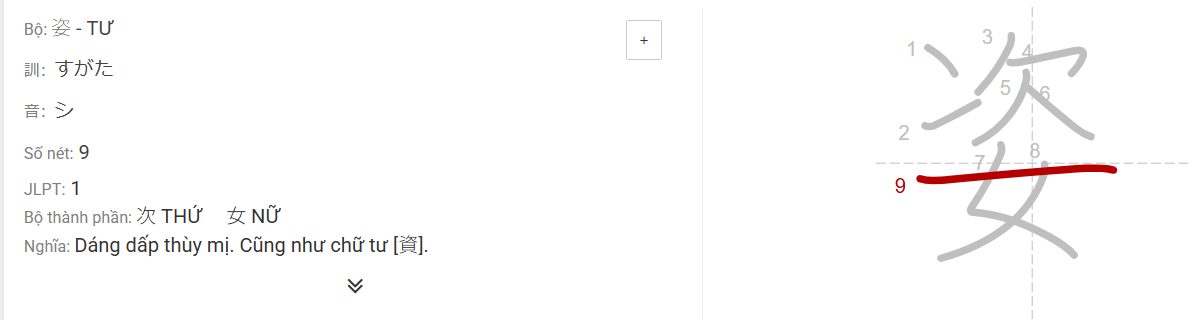 Bộ: 姿 - TƯ
+
訓: すがた
音: シ
Số nét: 9
JLPT: 1
Bộ thành phần: 次 THỨ 女 NỮ
Nghĩa: Dáng dấp thùy mị. Cũng như chữ tư [資].
姿
1
2
3
4
5
6
7
8
9